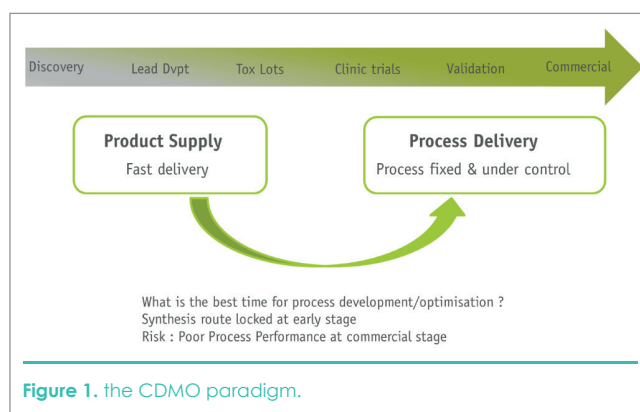 Discovery Lead Dvpt Tox Lots Clinic trials Validation Commercial
Product Supply
Fast delivery
Process Delivery
Process fixed & under control
What is the best time for process development/optimisation ?
Synthesis route locked at early stage
Risk : Poor Process Performance at commercial stage
Figure 1. the CDMO paradigm.